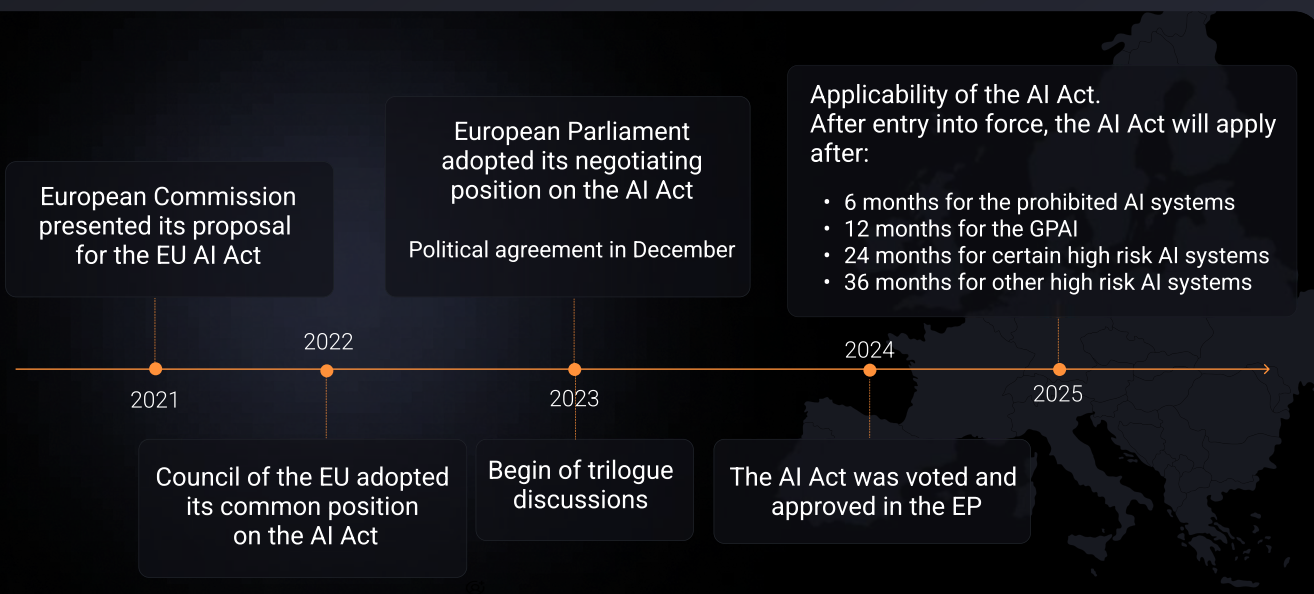 European Commission
presented its proposal
for the EU AI Act
2021
2022
Council of the EU adopted
its common position
on the AI Act
European Parliament
adopted its negotiating
position on the AI Act
Political agreement in December
2023
Begin of trilogue
discussions
2024
The AI Act was voted and
approved in the EP
Applicability of the AI Act.
After entry into force, the AI Act will apply
after:
• 6 months for the prohibited AI systems
• 12 months for the GPAI
• 24 months for certain high risk AI systems
• 36 months for other high risk AI systems
2025